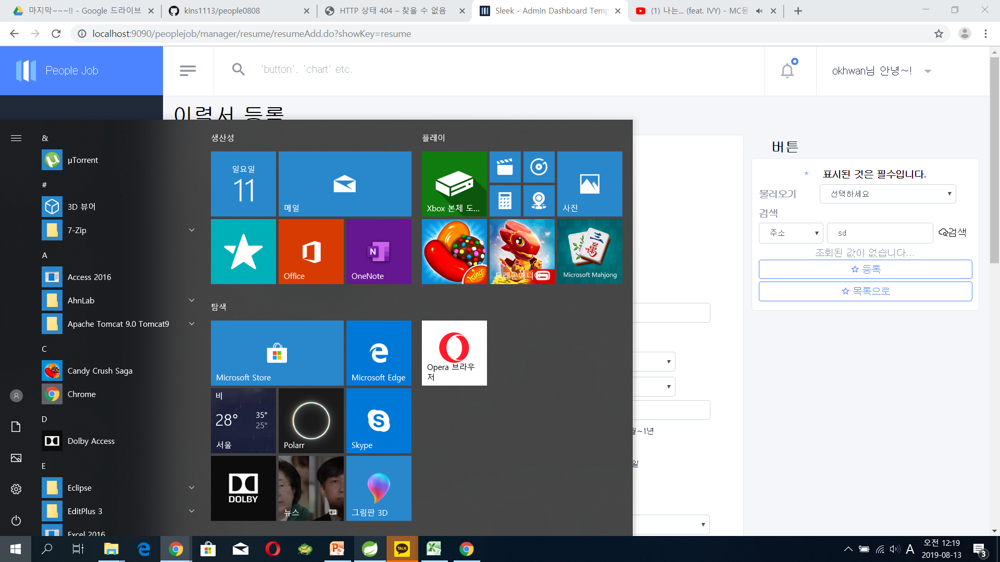 마지막~~~!! - Google 드라이브
kins1113/people0808
HTTP 상태 404 – 찾을 수 없음
Sleek - Admin Dashboard Temp
(1) 나는... (feat. IVY) - MC몽
localhost:9090/peoplejob/manager/resume/resumeAdd.do?showKey=resume
People Job
'button', 'chart' etc.
okhwan님 안녕~!
이력서 등록
버튼
* 표시된 것은 필수입니다.
불러오기
선택하세요
검색
주소
sd
검색
조회된 값이 없습니다...
☆ 등록
☆ 목록으로
월~1년
일
&
µTorrent
#
3D 뷰어
7-Zip
A
Access 2016
AhnLab
Apache Tomcat 9.0 Tomcat9
C
Candy Crush Saga
Chrome
D
Dolby Access
E
Eclipse
EditPlus 3
Excel 2016
생산성
일요일
11
메일
Office
N
OneNote
플레이
Xbox 본체 도...
사진
King
드래곤매니아
Microsoft Mahjong
탐색
Microsoft Store
Microsoft Edge
Opera 브라우
저
비
28°
35°
25°
서울
Polarr
Skype
DOLBY
뉴스
그림판 3D
TALK
A
오전 12:19
2019-08-13
3